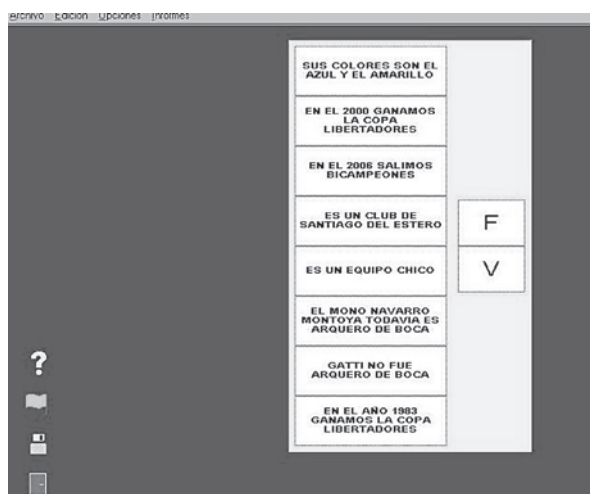 Archivo Edición Opciones Informes
SUS COLORES SON EL
AZUL Y EL AMARILLO
EN EL 2000 GANAMOS
LA COPA
LIBERTADORES
EN EL 2006 SALIMOS
BICAMPEONES
ES UN CLUB DE
SANTIAGO DEL ESTERO
F
ES UN EQUIPO CHICO
V
EL MONO NAVARRO
MONTOYA TODAVIA ES
ARQUERO DE BOCA
GATTI NO FUE
ARQUERO DE BOCA
EN EL AÑO 1983
GANAMOS LA COPA
LIBERTADORES
?